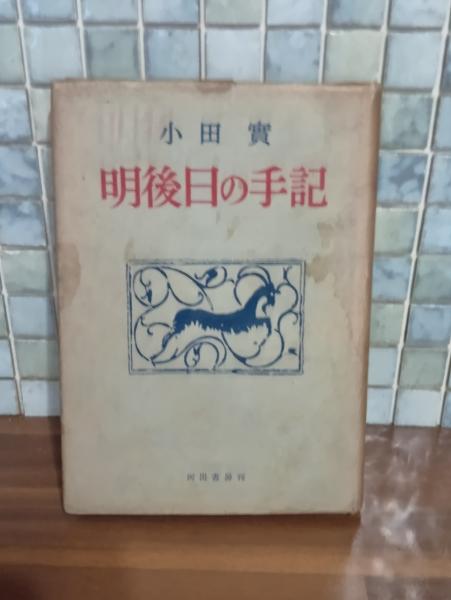 小田 實
明後日の手記
河出書房刊